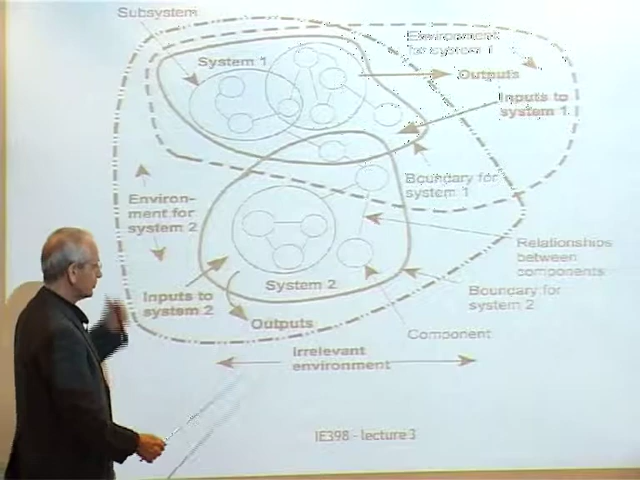 Subsystem
Environment
for system 1
System 1
Outputs
Inputs to
system 1
Boundary for
system 1
Environ-
ment for
system 2
Relationships
between
components
System 2
Boundary for
system 2
Inputs to
system 2
Outputs
Component
Irrelevant
environment
IE398 - lecture 3